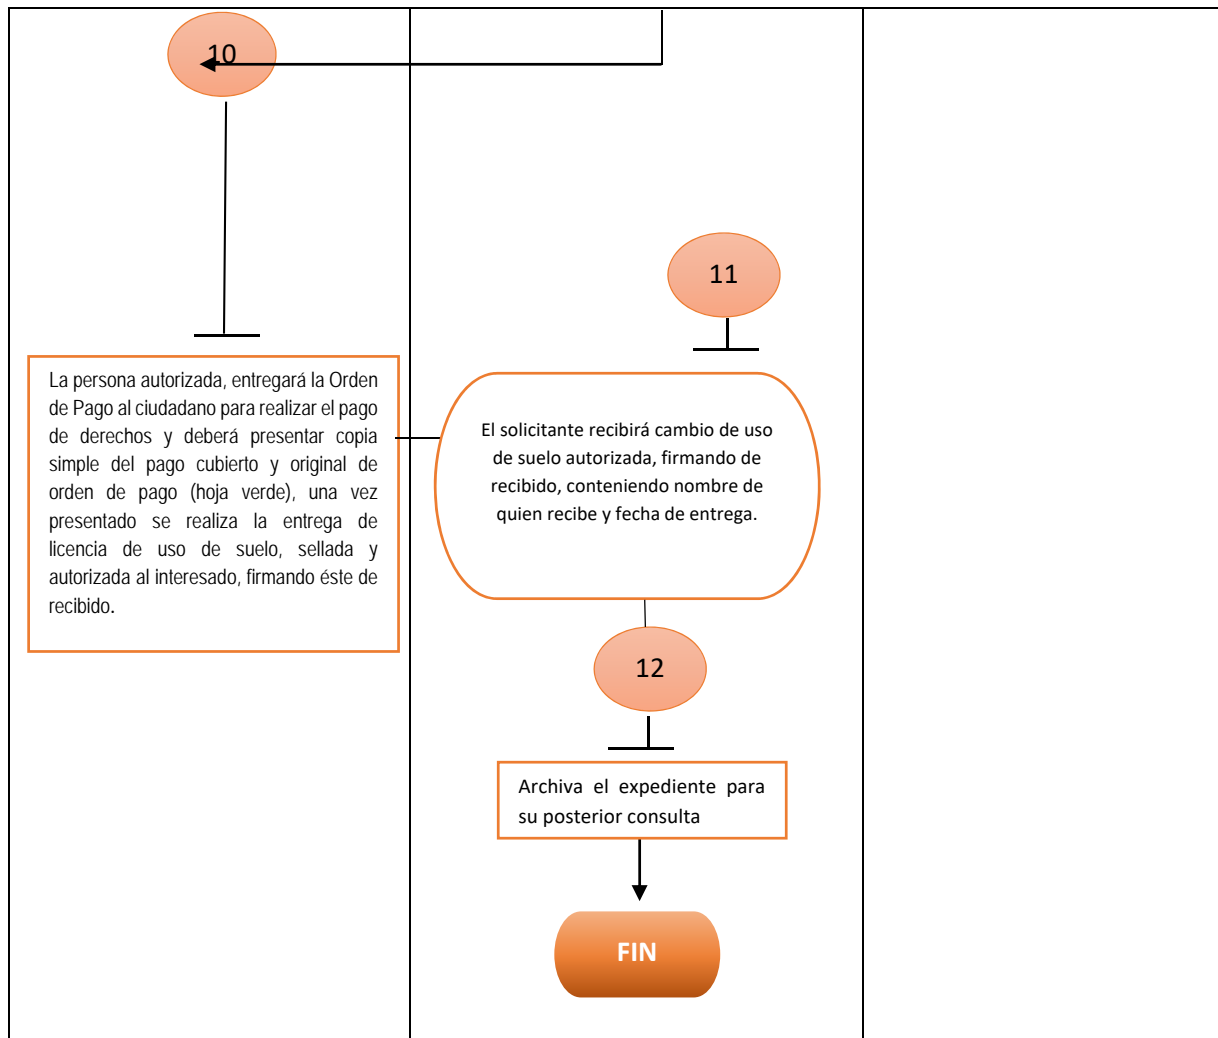 10
La persona autorizada, entregará la Orden
de Pago al ciudadano para realizar el pago
de derechos y deberá presentar copia
simple del pago cubierto y original de
orden de pago (hoja verde), una vez
presentado se realiza la entrega de
licencia de uso de suelo, sellada y
autorizada al interesado, firmando éste de
recibido.
11
El solicitante recibirá cambio de uso
de suelo autorizada, firmando de
recibido, conteniendo nombre de
quien recibe y fecha de entrega.
12
Archiva el expediente para
su posterior consulta
FIN